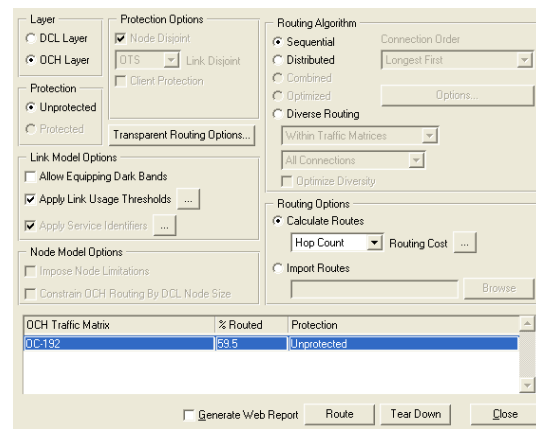 Layer
DCL Layer
OCH Layer
Protection
Unprotected
Protected
Protection Options
Node Disjoint
OTS Link Disjoint
Client Protection
Transparent Routing Options...
Link Model Options
Allow Equipping Dark Bands
Apply Link Usage Thresholds ...
Apply Service Identifiers ...
Node Model Options
Impose Node Limitations
Constrain OCH Routing By DCL Node Size
Routing Algorithm
Sequential Connection Order
Distributed Longest First
Combined
Optimized Options...
Diverse Routing
Within Traffic Matrices
All Connections
Optimize Diversity
Routing Options
Calculate Routes
Hop Count Routing Cost ...
Import Routes
Browse
OCH Traffic Matrix % Routed Protection
OC-192 59.5 Unprotected
Generate Web Report Route Tear Down Close